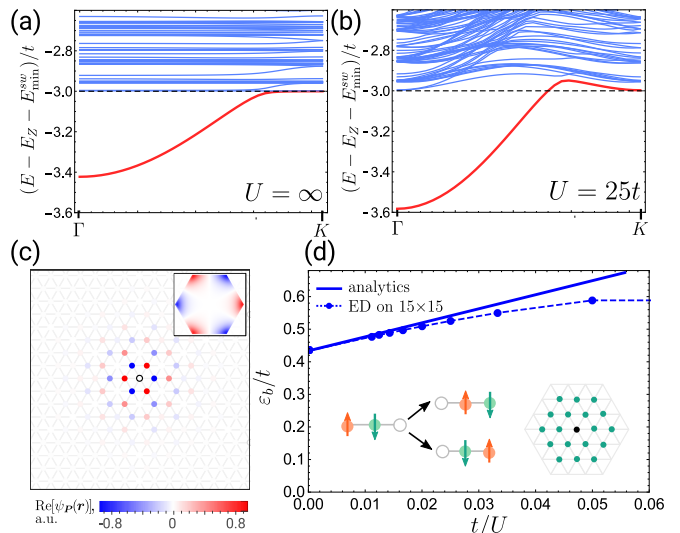 (a)
(E − E_Z − E^{sw}_{min})/t
−2.8
−3.0
−3.2
−3.4
−3.6
Γ
K
U = ∞
(b)
(E − E_Z − E^{sw}_{min})/t
−2.8
−3.0
−3.2
−3.4
−3.6
Γ
K
U = 25t
(c)
Re[ψ_P(r)],
a.u.
-0.8
0
0.8
(d)
analytics
ED on 15×15
ε_b/t
0.6
0.5
0.4
0.3
0.2
0.1
0.0
0
0.01
0.02
0.03
0.04
0.05
0.06
t/U